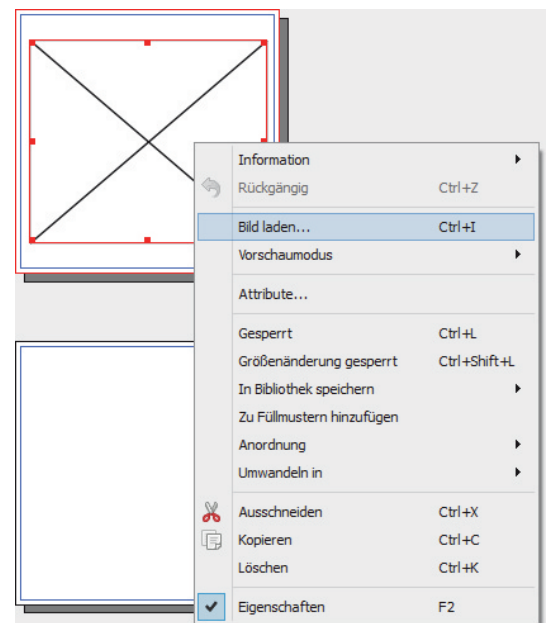 Information
Rückgängig Ctrl+Z
Bild laden... Ctrl+I
Vorschaumodus
Attribute...
Gesperrt Ctrl+L
Größenänderung gesperrt Ctrl+Shift+L
In Bibliothek speichern
Zu Füllmustern hinzufügen
Anordnung
Umwandeln in
Ausschneiden Ctrl+X
Kopieren Ctrl+C
Löschen Ctrl+K
Eigenschaften F2